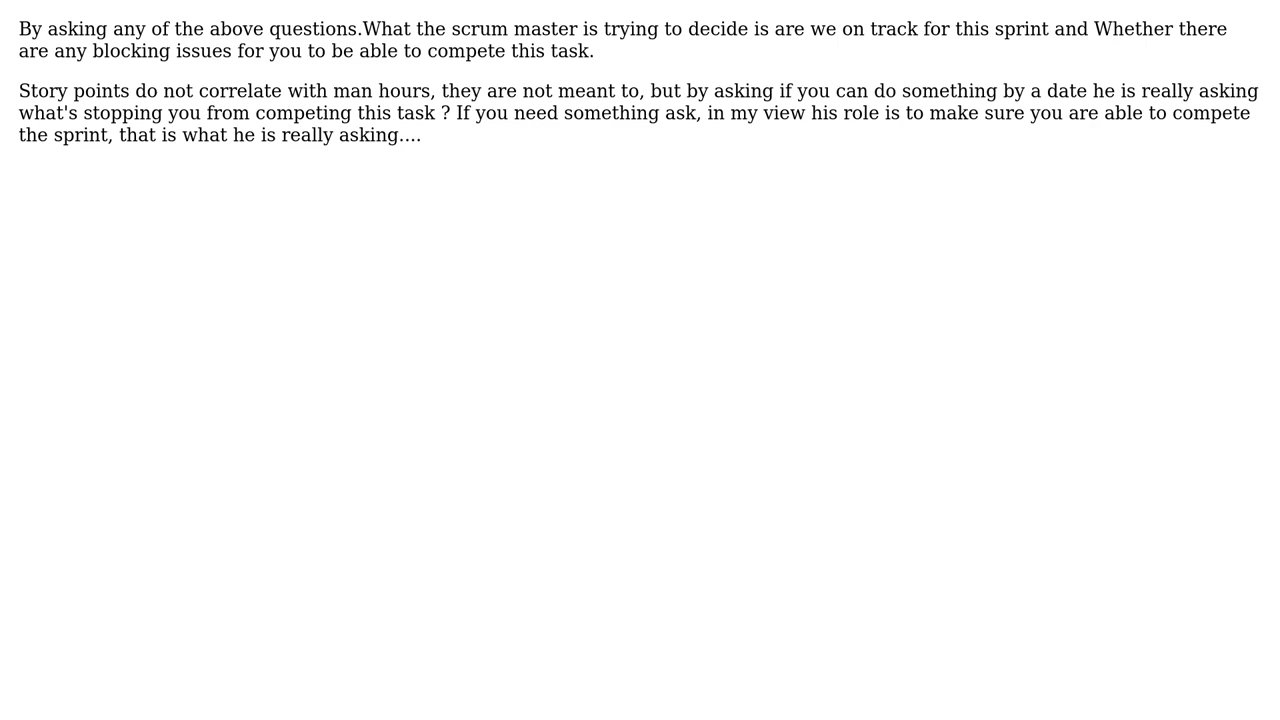 By asking any of the above questions.What the scrum master is trying to decide is are we on track for this sprint and Whether there
are any blocking issues for you to be able to compete this task.
Story points do not correlate with man hours, they are not meant to, but by asking if you can do something by a date he is really asking
what's stopping you from competing this task ? If you need something ask, in my view his role is to make sure you are able to compete
the sprint, that is what he is really asking....